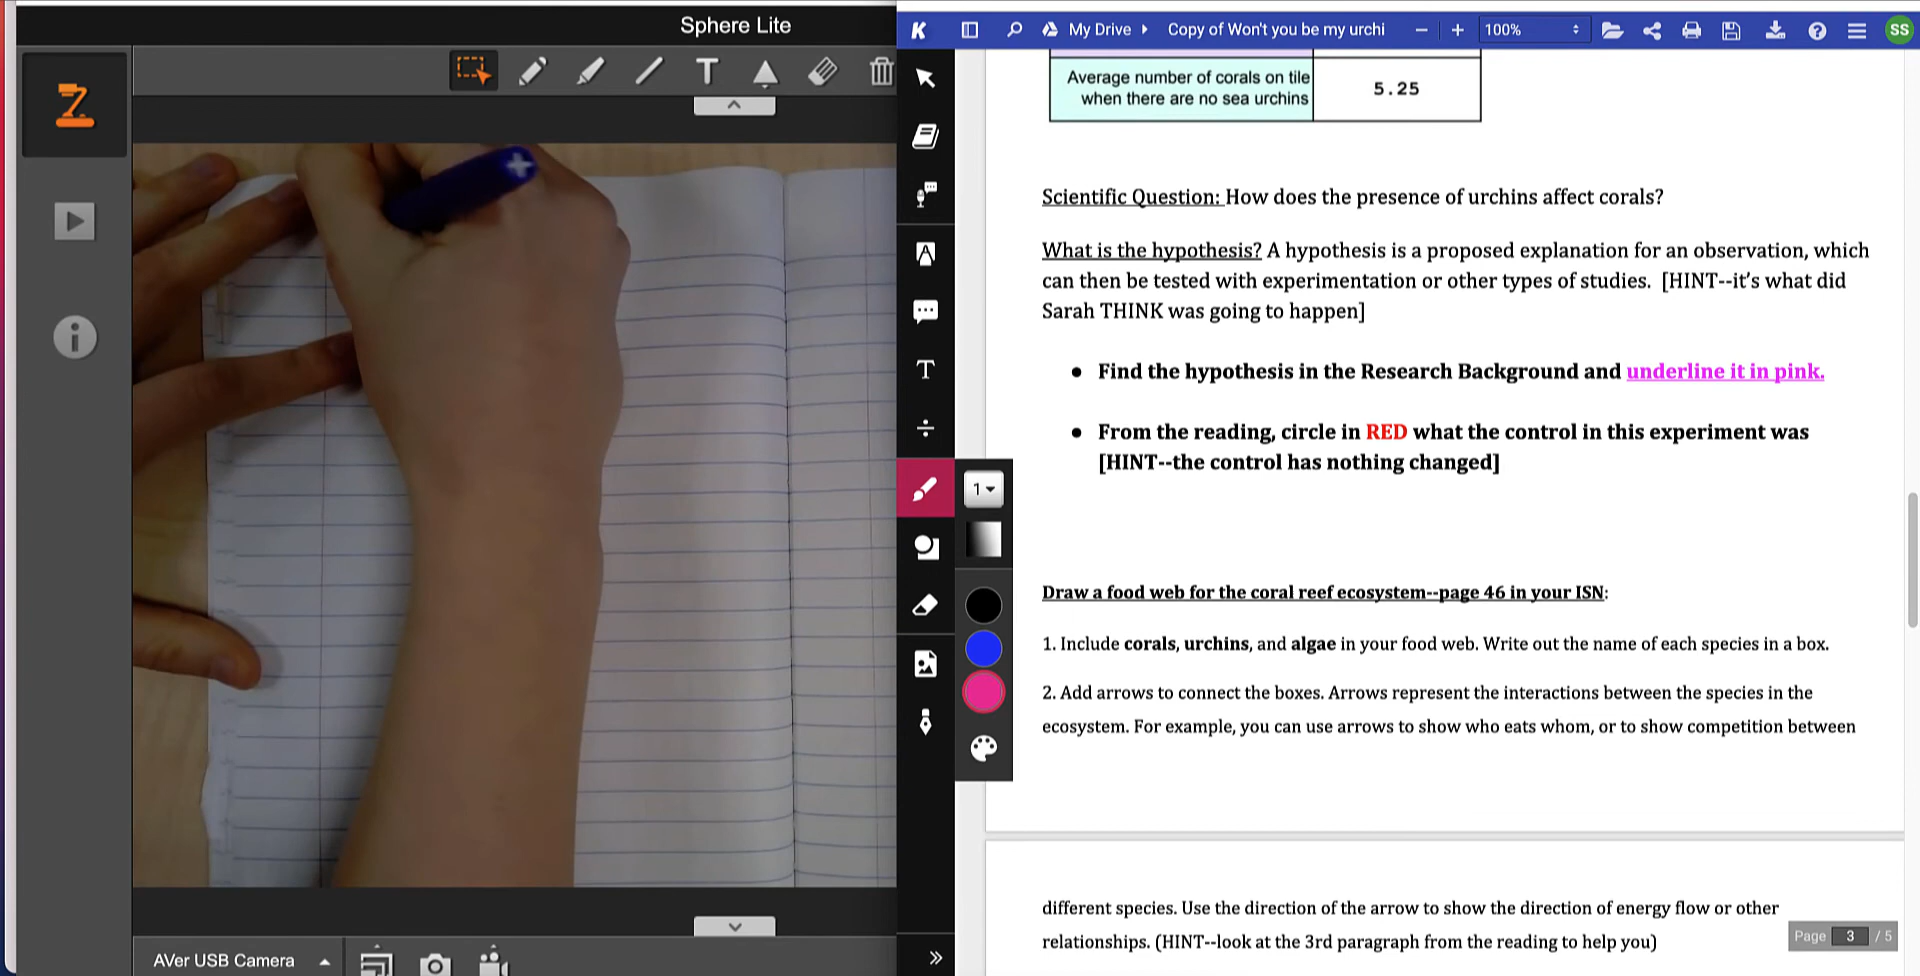 Sphere Lite
My Drive
Copy of Won't you be my urchi
100%
SS
T
T
1
Average number of corals on tile when there are no sea urchins
5.25
Scientific Question: How does the presence of urchins affect corals?
What is the hypothesis? A hypothesis is a proposed explanation for an observation, which
can then be tested with experimentation or other types of studies. [HINT--it's what did
Sarah THINK was going to happen]
● Find the hypothesis in the Research Background and underline it in pink.
● From the reading, circle in RED what the control in this experiment was
[HINT--the control has nothing changed]
Draw a food web for the coral reef ecosystem--page 46 in your ISN:
1. Include corals, urchins, and algae in your food web. Write out the name of each species in a box.
2. Add arrows to connect the boxes. Arrows represent the interactions between the species in the
ecosystem. For example, you can use arrows to show who eats whom, or to show competition between
different species. Use the direction of the arrow to show the direction of energy flow or other
relationships. (HINT--look at the 3rd paragraph from the reading to help you)
Page 3 / 5
AVer USB Camera